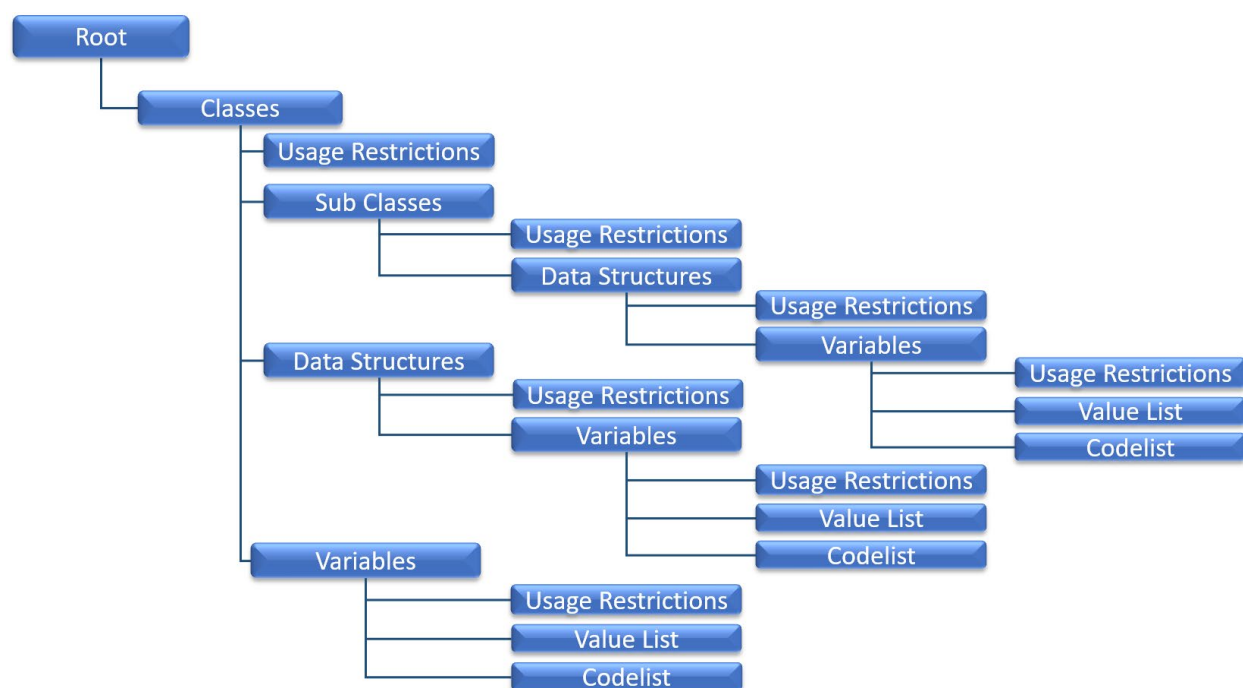 Root
Classes
Usage Restrictions
Sub Classes
Usage Restrictions
Data Structures
Usage Restrictions
Variables
Usage Restrictions
Value List
Codelist
Data Structures
Usage Restrictions
Variables
Usage Restrictions
Value List
Codelist
Variables
Usage Restrictions
Value List
Codelist